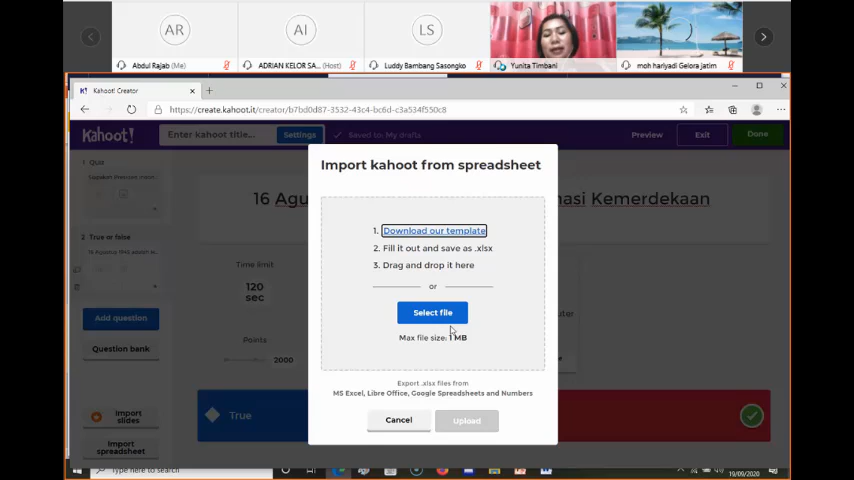 AR
AI
LS
Abdul Rajab (Me)
ADRIAN KELOR SA... (Host)
Luddy Bambang Sasongko
Yunita Timbani
moh hariyadi Gelora jatim
K! Kahoot! Creator
https://create.kahoot.it/creator/b7bd0d87-3532-43c4-bc6d-c3a534f550c8
Kahoot!
Enter kahoot title...
Settings
Saved to: My drafts
Preview
Exit
Done
1 Quiz
2 True or false
16 Agu
nasi Kemerdekaan
Time limit
120
sec
Points
2000
Add question
Question bank
Import
slides
Import
spreadsheet
True
Import kahoot from spreadsheet
1. Download our template
2. Fill it out and save as .xlsx
3. Drag and drop it here
or
Select file
Max file size: 1 MB
Export .xlsx files from
MS Excel, Libre Office, Google Spreadsheets and Numbers
Cancel
Upload
Type here to search
19/09/2020